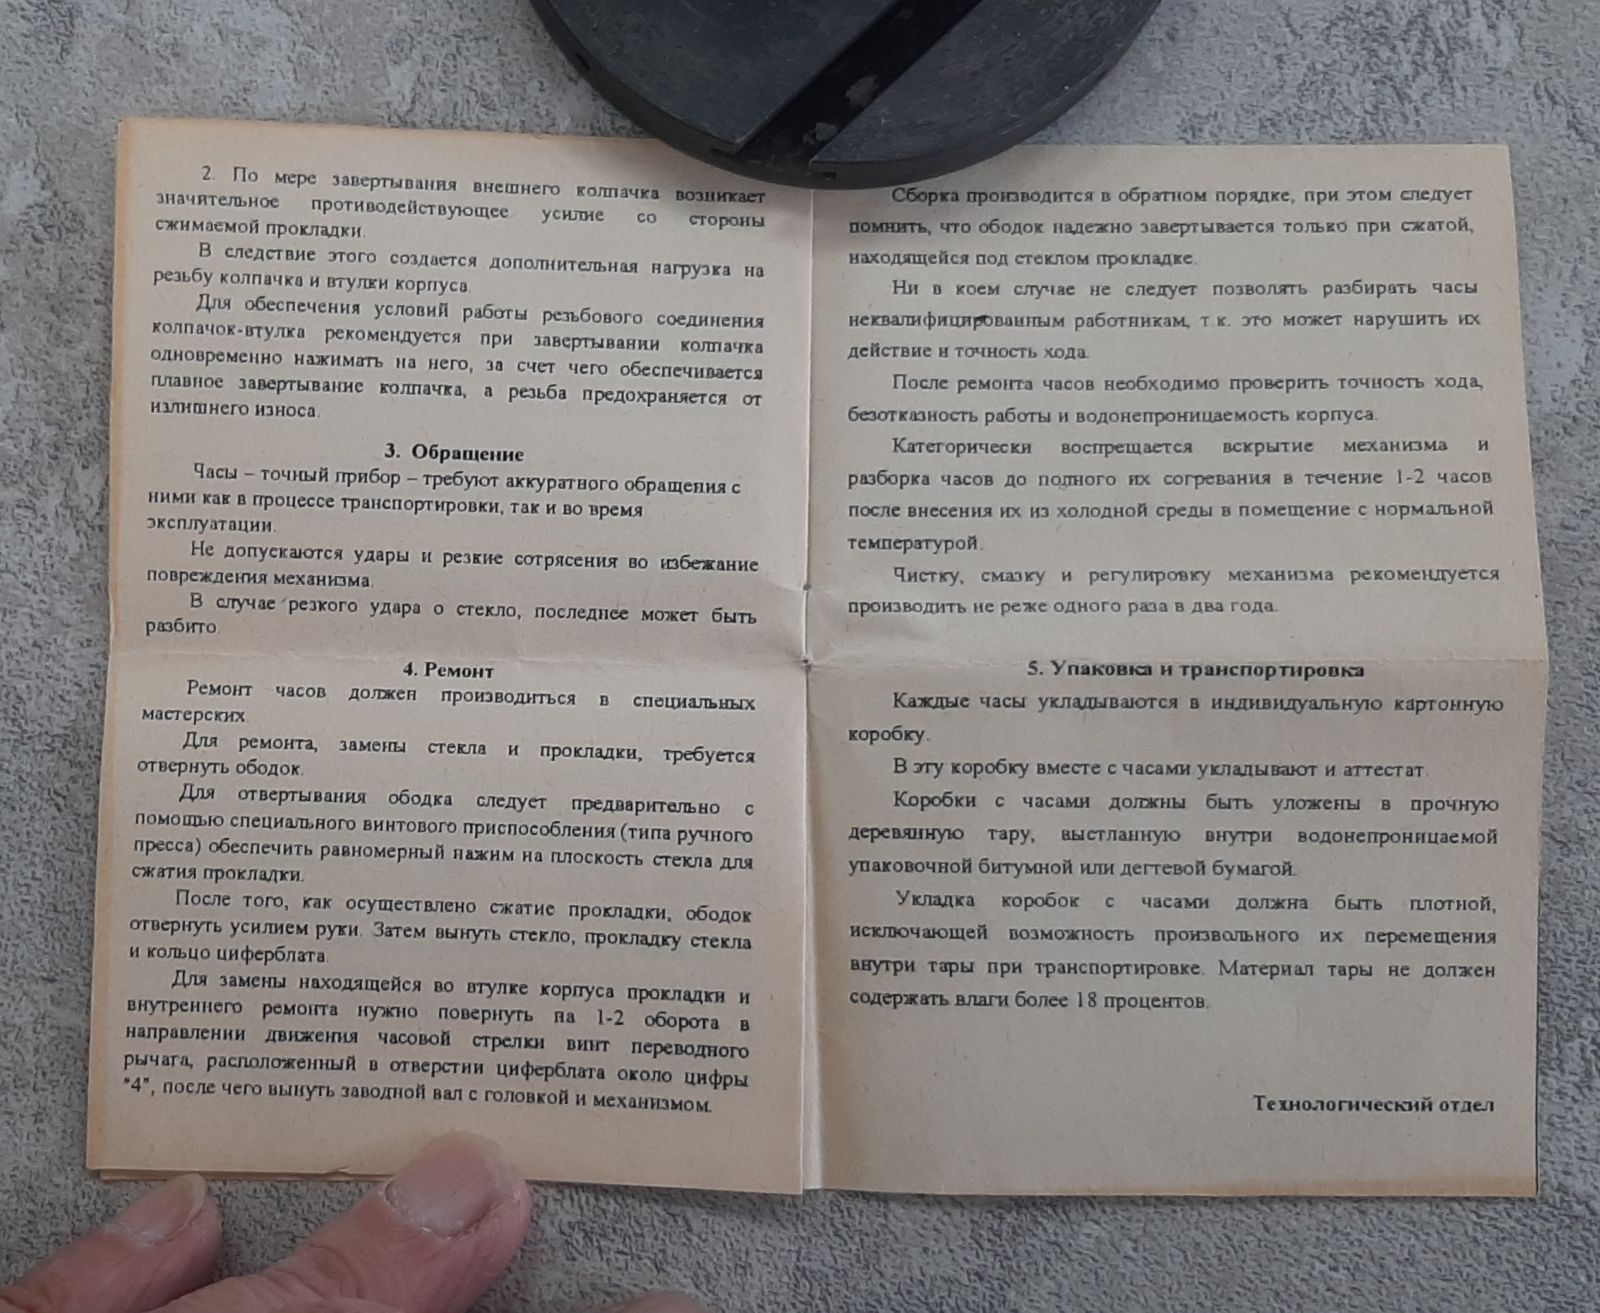 2. По мере завертывания внешнего колпачка возникает
значительное противодействующее усилие со стороны
сжимаемой прокладки.
В следствие этого создается дополнительная нагрузка на
резьбу колпачка и втулки корпуса.
Для обеспечения условий работы резьбового соединения
колпачок-втулка рекомендуется при завертывании колпачка
одновременно нажимать на него, за счет чего обеспечивается
плавное завертывание колпачка, а резьба предохраняется от
излишнего износа.
3. Обращение
Часы – точный прибор – требуют аккуратного обращения с
ними как в процессе транспортировки, так и во время
эксплуатации.
Не допускаются удары и резкие сотрясения во избежание
повреждения механизма.
В случае резкого удара о стекло, последнее может быть
разбито.
4. Ремонт
Ремонт часов должен производиться в специальных
мастерских.
Для ремонта, замены стекла и прокладки, требуется
отвернуть ободок.
Для отвертывания ободка следует предварительно с
помощью специального винтового приспособления (типа ручного
пресса) обеспечить равномерный нажим на плоскость стекла для
сжатия прокладки.
После того, как осуществлено сжатие прокладки, ободок
отвернуть усилием руки. Затем вынуть стекло, прокладку стекла
и кольцо циферблата.
Для замены находящейся во втулке корпуса прокладки и
внутреннего ремонта нужно повернуть на 1-2 оборота в
направлении движения часовой стрелки винт переводного
рычага, расположенный в отверстии циферблата около цифры
"4", после чего вынуть заводной вал с головкой и механизмом.
Сборка производится в обратном порядке, при этом следует
помнить, что ободок надежно завертывается только при сжатой,
находящейся под стеклом прокладке.
Ни в коем случае не следует позволять разбирать часы
неквалифицированным работникам, т.к. это может нарушить их
действие и точность хода.
После ремонта часов необходимо проверить точность хода,
безотказность работы и водонепроницаемость корпуса.
Категорически воспрещается вскрытие механизма и
разборка часов до полного их согревания в течение 1-2 часов
после внесения их из холодной среды в помещение с нормальной
температурой.
Чистку, смазку и регулировку механизма рекомендуется
производить не реже одного раза в два года.
5. Упаковка и транспортировка
Каждые часы укладываются в индивидуальную картонную
коробку.
В эту коробку вместе с часами укладывают и аттестат.
Коробки с часами должны быть уложены в прочную
деревянную тару, выстланную внутри водонепроницаемой
упаковочной битумной или дегтевой бумагой.
Укладка коробок с часами должна быть плотной,
исключающей возможность произвольного их перемещения
внутри тары при транспортировке. Материал тары не должен
содержать влаги более 18 процентов.
Технологический отдел